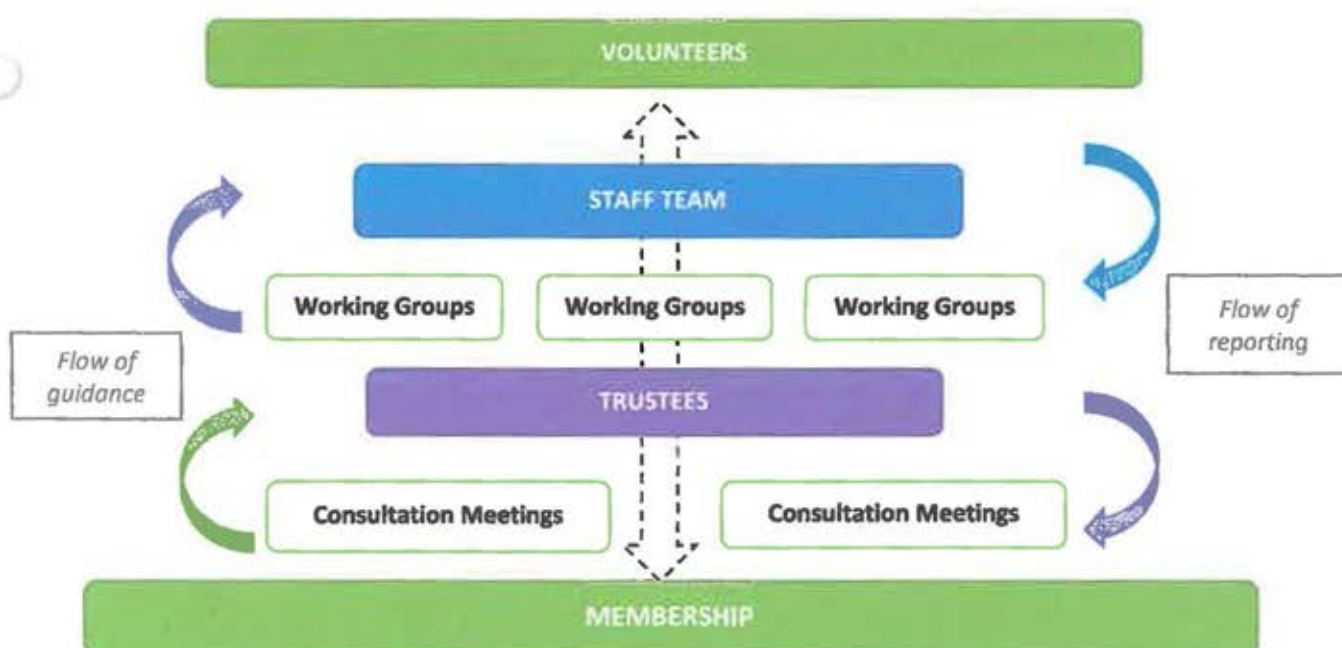 VOLUNTEERS
STAFF TEAM
Working Groups
Working Groups
Working Groups
Flow of
reporting
Flow of
guidance
TRUSTEES
Consultation Meetings
Consultation Meetings
MEMBERSHIP